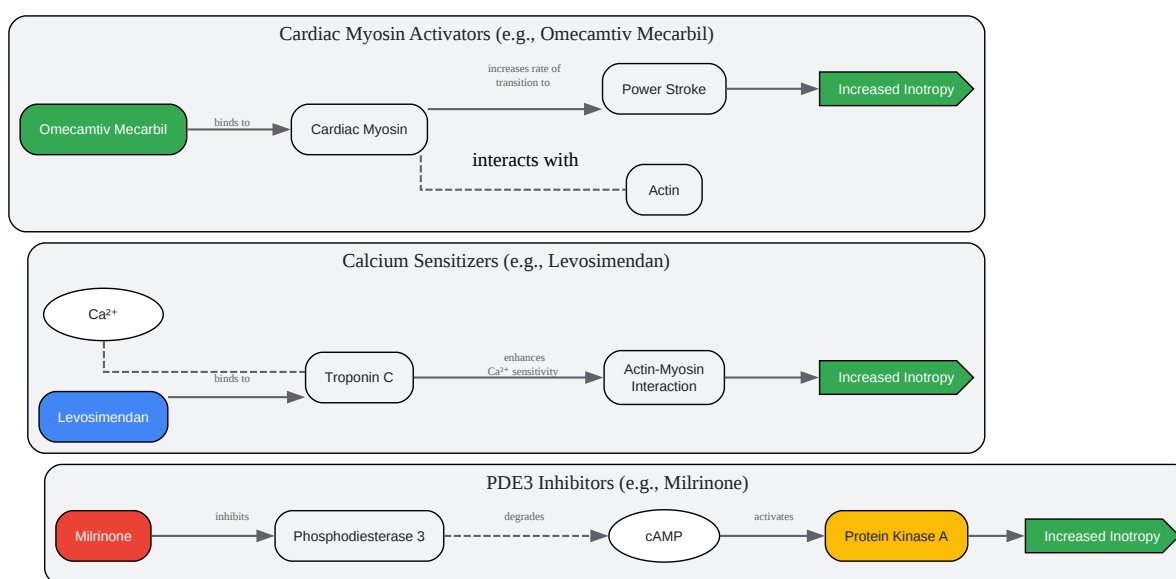 Cardiac Myosin Activators (e.g., Omecamtiv Mecarbil)
Omecamtiv Mecarbil
binds to
Cardiac Myosin
increases rate of
transition to
Power Stroke
Increased Inotropy
interacts with
Actin
Calcium Sensitizers (e.g., Levosimendan)
Ca²⁺
Levosimendan
binds to
Troponin C
enhances
Ca²⁺ sensitivity
Actin-Myosin
Interaction
Increased Inotropy
PDE3 Inhibitors (e.g., Milrinone)
Milrinone
inhibits
Phosphodiesterase 3
degrades
cAMP
activates
Protein Kinase A
Increased Inotropy